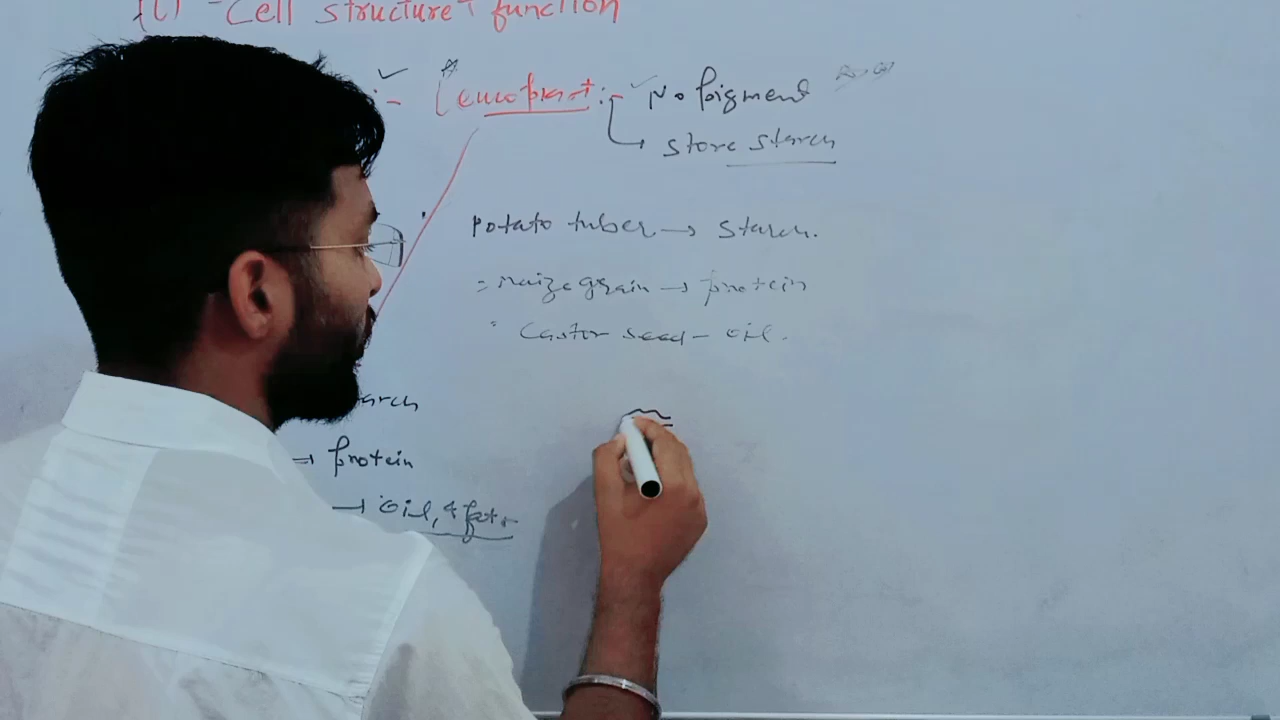 Cell structure + function
:- Leucoplast :- No pigment
store starch
potato tuber → starch.
= maize grain → protein
" castor seed - oil.
arch
→ protein
→ oil, & fat